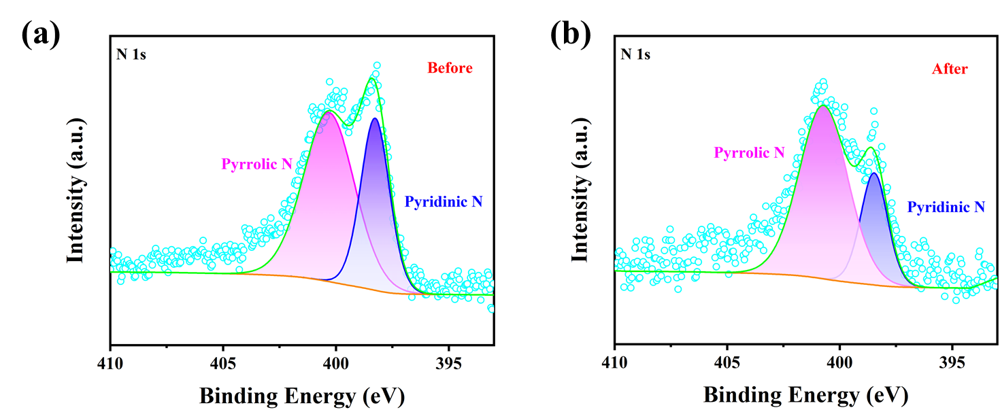 (a)
N 1s
Before
Pyrrolic N
Pyridinic N
Intensity (a.u.)
410 405 400 395
Binding Energy (eV)
(b)
N 1s
After
Pyrrolic N
Pyridinic N
Intensity (a.u.)
410 405 400 395
Binding Energy (eV)